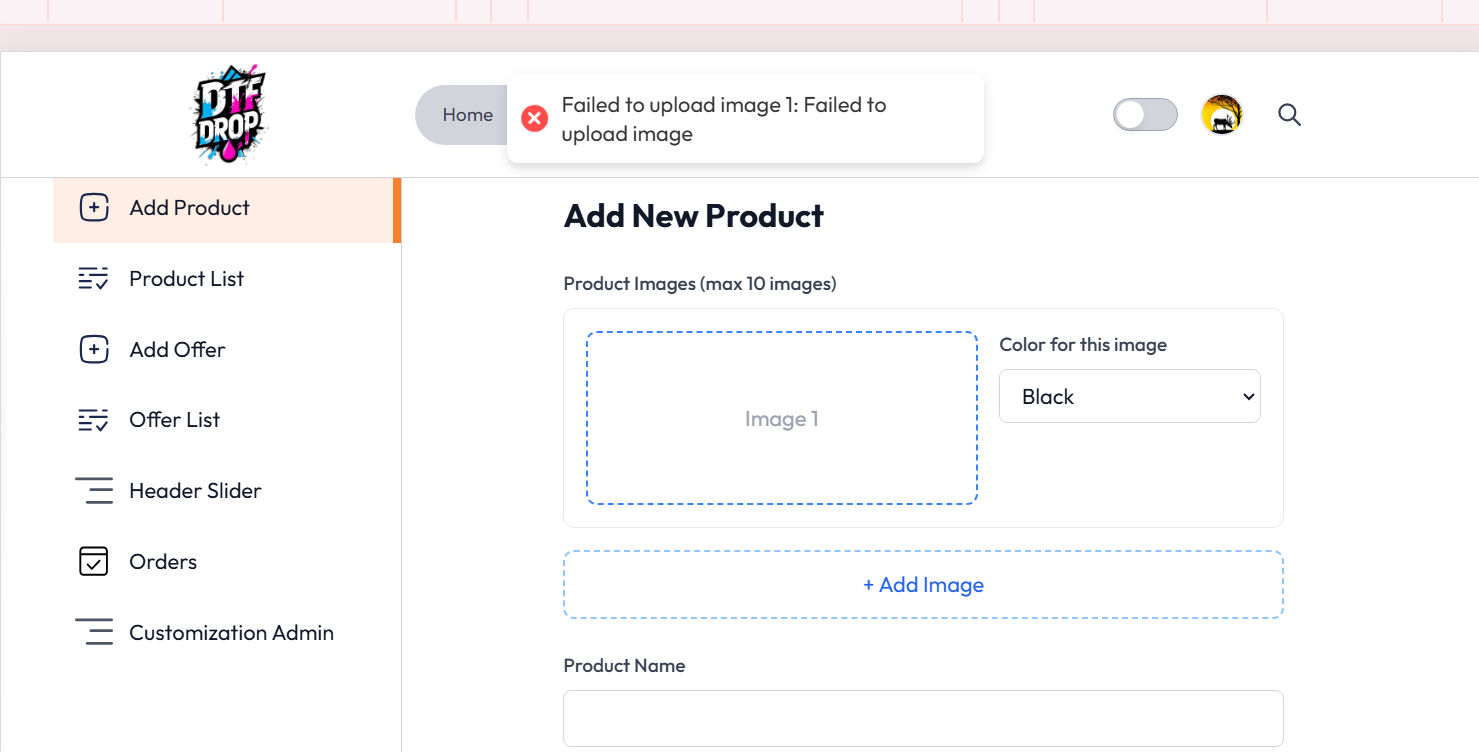 DTF
DROP
Home
Failed to upload image 1: Failed to
upload image
Add Product
Product List
Add Offer
Offer List
Header Slider
Orders
Customization Admin
Add New Product
Product Images (max 10 images)
Image 1
Color for this image
Black
+ Add Image
Product Name